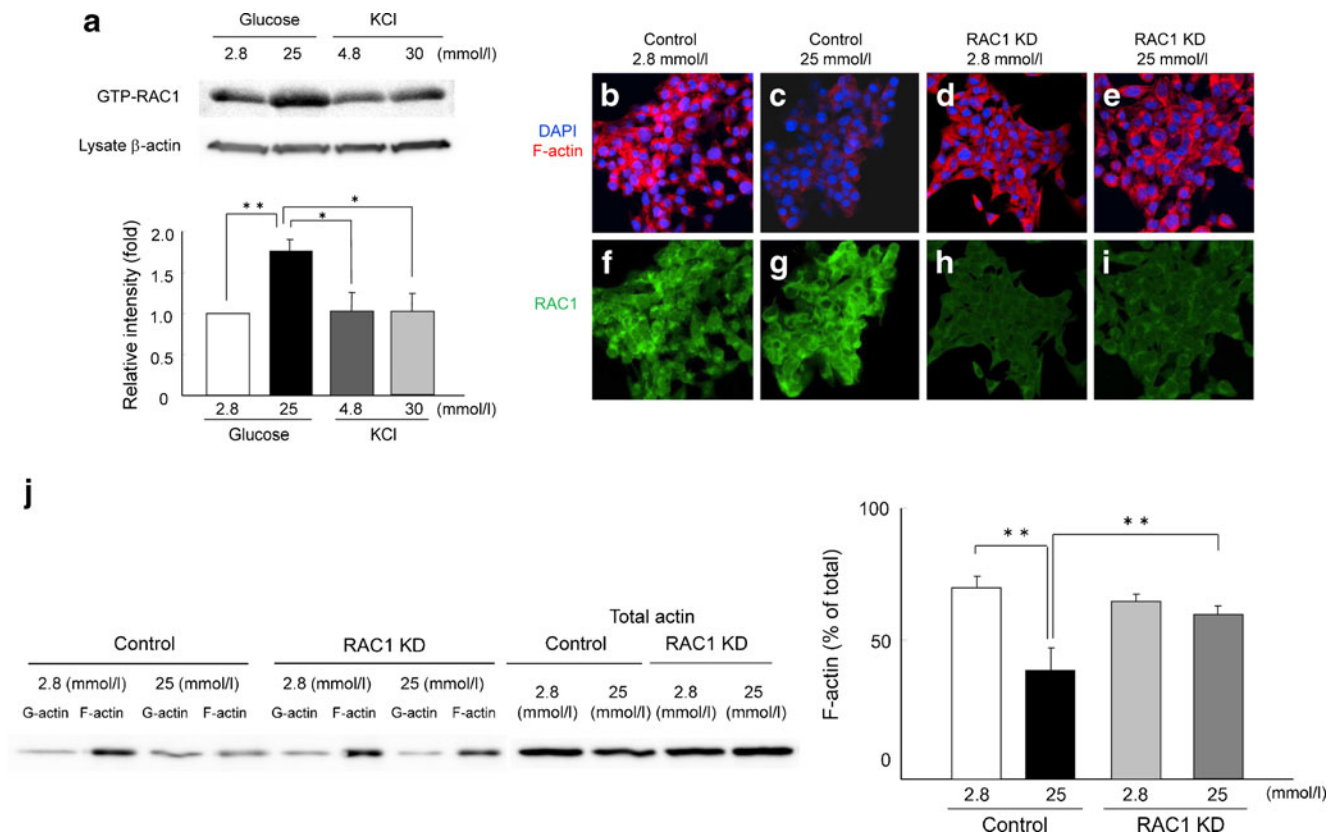 a
Glucose KCl
2.8 25 4.8 30 (mmol/l)
GTP-RAC1
Lysate β-actin
* * * *
Relative intensity (fold)
2.0
1.5
1.0
0.5
0
2.8 25 4.8 30 (mmol/l)
Glucose KCl
Control 2.8 mmol/l
Control 25 mmol/l
RAC1 KD 2.8 mmol/l
RAC1 KD 25 mmol/l
b c d e
DAPI
F-actin
f g h i
RAC1
j
Total actin
Control RAC1 KD Control RAC1 KD
2.8 (mmol/l) 25 (mmol/l) 2.8 (mmol/l) 25 (mmol/l) 2.8 (mmol/l) 25 (mmol/l) 2.8 (mmol/l) 25 (mmol/l)
G-actin F-actin G-actin F-actin G-actin F-actin G-actin F-actin
F-actin (% of total)
100
50
0
* * * *
2.8 25 2.8 25 (mmol/l)
Control RAC1 KD